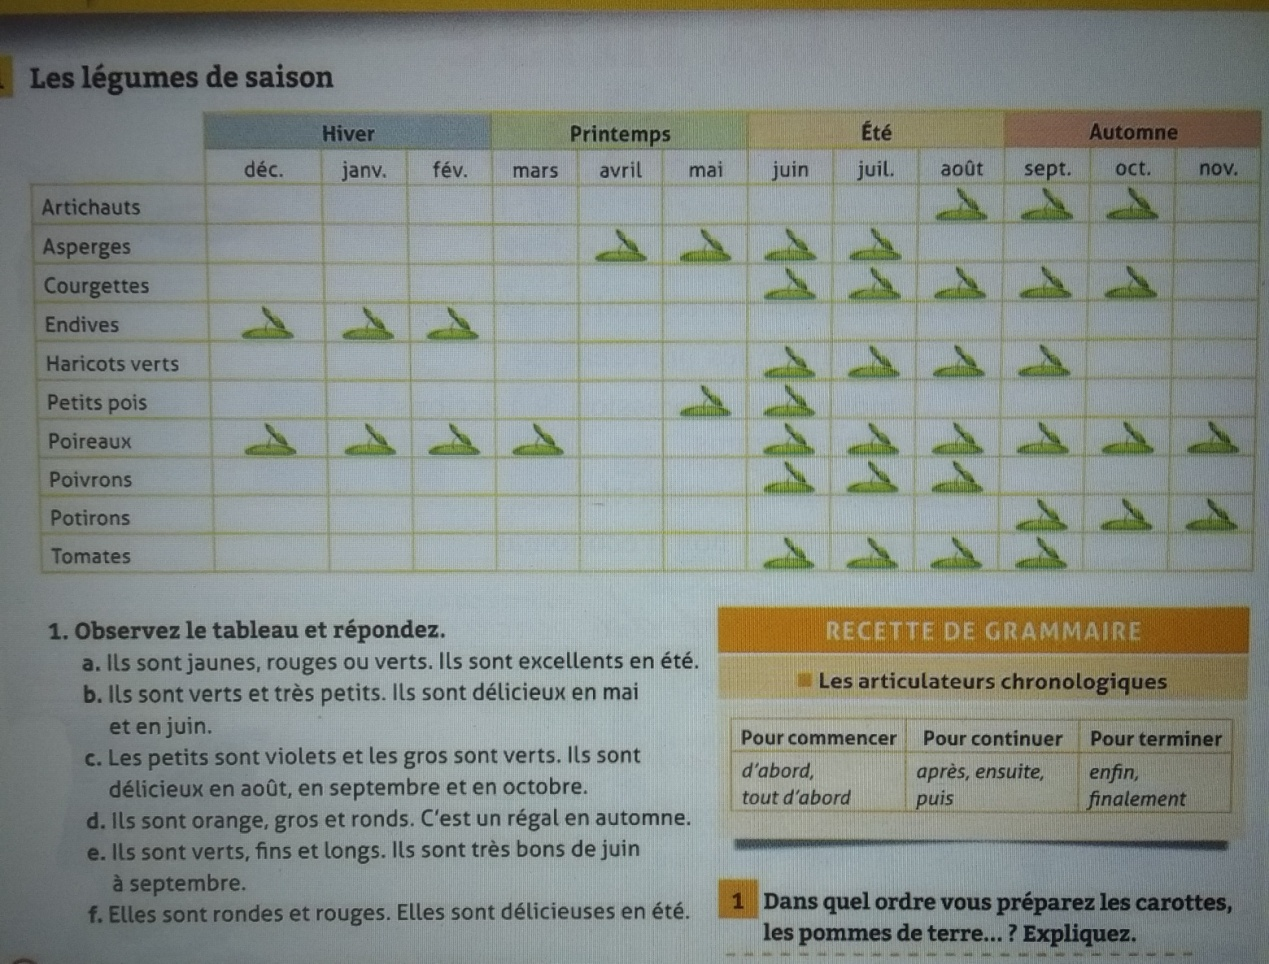 Les légumes de saison
Hiver Printemps Été Automne
déc. janv. fév. mars avril mai juin juil. août sept. oct. nov.
Artichauts
Asperges
Courgettes
Endives
Haricots verts
Petits pois
Poireaux
Poivrons
Potirons
Tomates
1. Observez le tableau et répondez.
a. Ils sont jaunes, rouges ou verts. Ils sont excellents en été.
b. Ils sont verts et très petits. Ils sont délicieux en mai
et en juin.
c. Les petits sont violets et les gros sont verts. Ils sont
délicieux en août, en septembre et en octobre.
d. Ils sont orange, gros et ronds. C'est un régal en automne.
e. Ils sont verts, fins et longs. Ils sont très bons de juin
à septembre.
f. Elles sont rondes et rouges. Elles sont délicieuses en été.
RECETTE DE GRAMMAIRE
Les articulateurs chronologiques
Pour commencer Pour continuer Pour terminer
d'abord, après, ensuite, enfin,
tout d'abord puis finalement
1 Dans quel ordre vous préparez les carottes,
les pommes de terre... ? Expliquez.